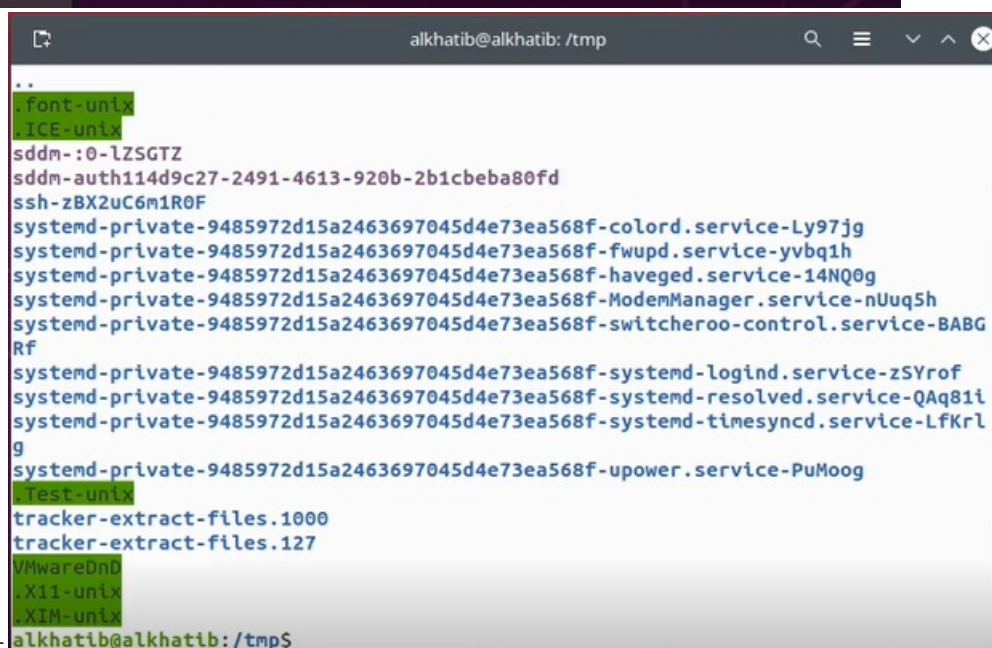 alkhatib@alkhatib: /tmp
..
.font-unix
.ICE-unix
sddm-:0-lZSGTZ
sddm-auth114d9c27-2491-4613-920b-2b1cbeba80fd
ssh-zBX2uC6m1R0F
systemd-private-9485972d15a2463697045d4e73ea568f-colord.service-Ly97jg
systemd-private-9485972d15a2463697045d4e73ea568f-fwupd.service-yvbq1h
systemd-private-9485972d15a2463697045d4e73ea568f-haveged.service-14NQ0g
systemd-private-9485972d15a2463697045d4e73ea568f-ModemManager.service-nUuq5h
systemd-private-9485972d15a2463697045d4e73ea568f-switcheroo-control.service-BABG
Rf
systemd-private-9485972d15a2463697045d4e73ea568f-systemd-logind.service-zSYrof
systemd-private-9485972d15a2463697045d4e73ea568f-systemd-resolved.service-QAq81i
systemd-private-9485972d15a2463697045d4e73ea568f-systemd-timesyncd.service-LfKrl
g
systemd-private-9485972d15a2463697045d4e73ea568f-upower.service-PuMoog
.Test-unix
tracker-extract-files.1000
tracker-extract-files.127
VMwareDnD
.X11-unix
.XIM-unix
alkhatib@alkhatib:/tmp$